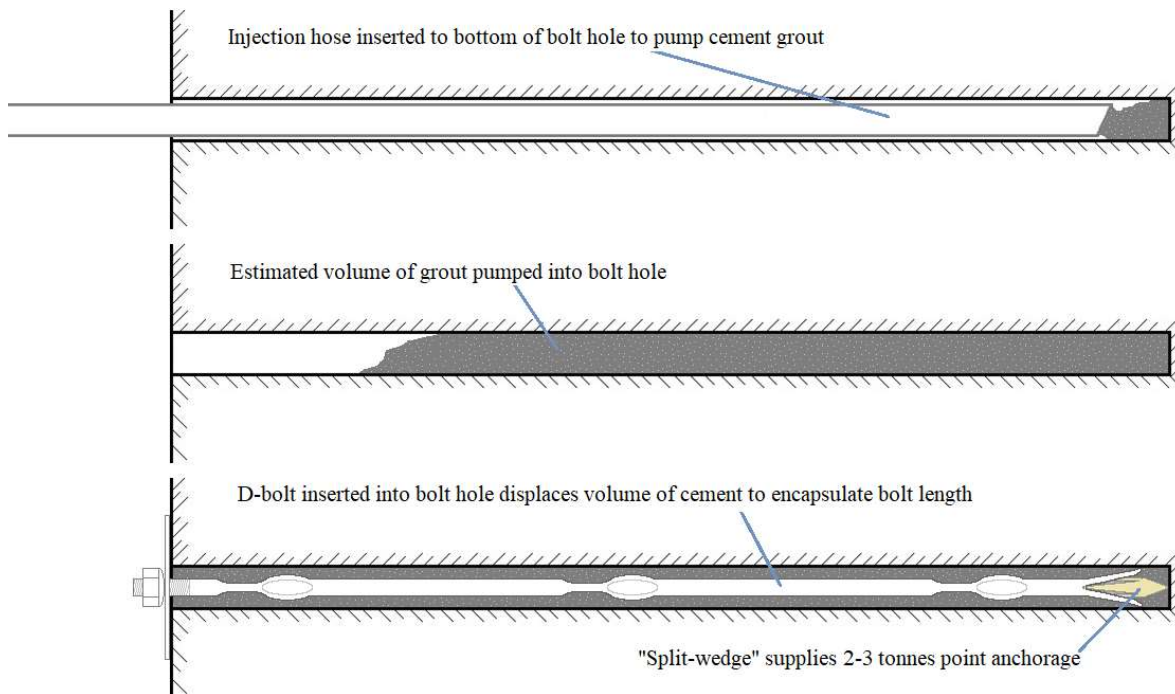 Injection hose inserted to bottom of bolt hole to pump cement grout
Estimated volume of grout pumped into bolt hole
D-bolt inserted into bolt hole displaces volume of cement to encapsulate bolt length
"Split-wedge" supplies 2-3 tonnes point anchorage